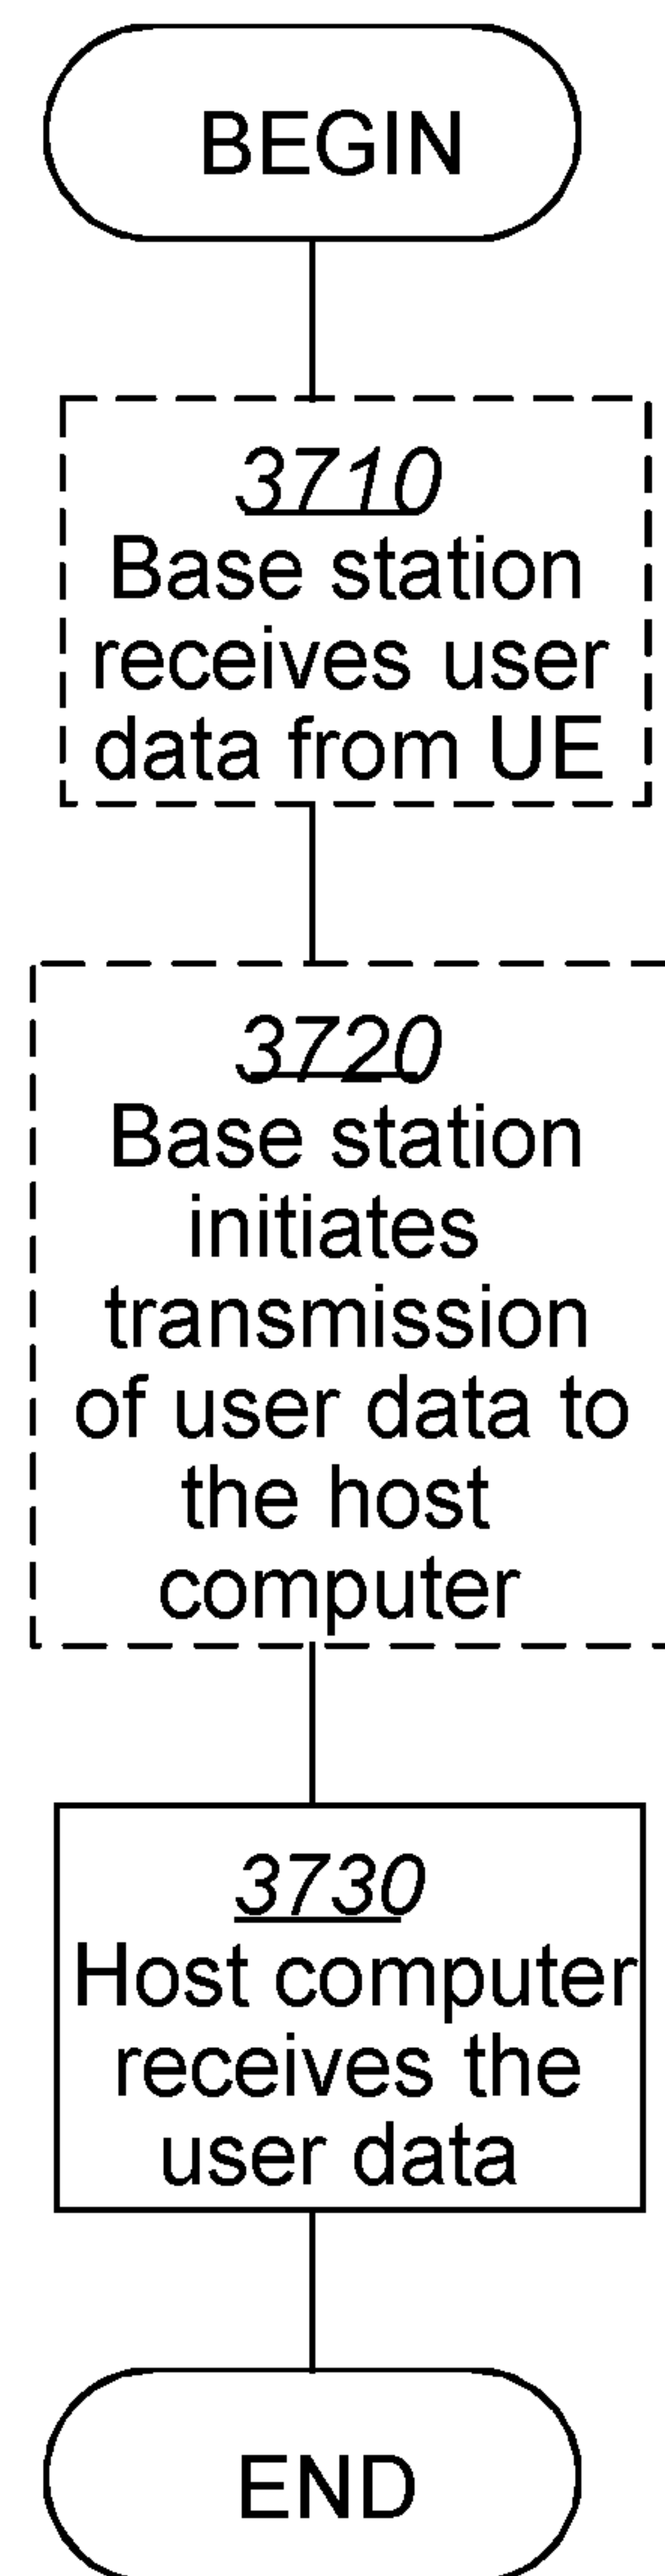 BEGIN
3710
Base station
receives user
data from UE
3720
Base station
initiates
transmission
of user data to
the host
computer
3730
Host computer
receives the
user data
END